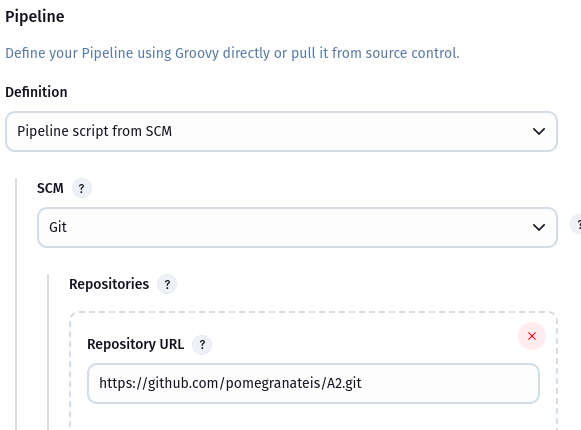 Pipeline
Define your Pipeline using Groovy directly or pull it from source control.
Definition
Pipeline script from SCM
SCM ?
Git
?
Repositories ?
Repository URL ?
https://github.com/pomegranateis/A2.git